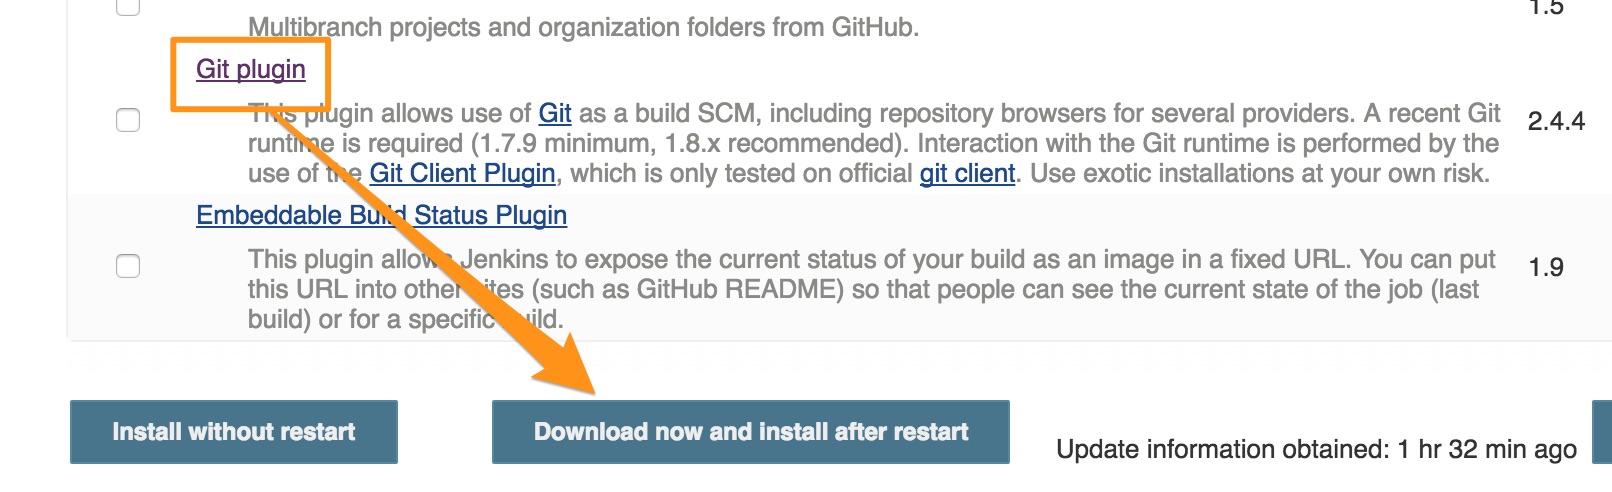 1.5
Multibranch projects and organization folders from GitHub.
Git plugin
This plugin allows use of Git as a build SCM, including repository browsers for several providers. A recent Git
2.4.4
runtime is required (1.7.9 minimum, 1.8.x recommended). Interaction with the Git runtime is performed by the
use of the Git Client Plugin, which is only tested on official git client. Use exotic installations at your own risk.
Embeddable Build Status Plugin
This plugin allows Jenkins to expose the current status of your build as an image in a fixed URL. You can put
1.9
this URL into other sites (such as GitHub README) so that people can see the current state of the job (last
build) or for a specific build.
Install without restart
Download now and install after restart
Update information obtained: 1 hr 32 min ago